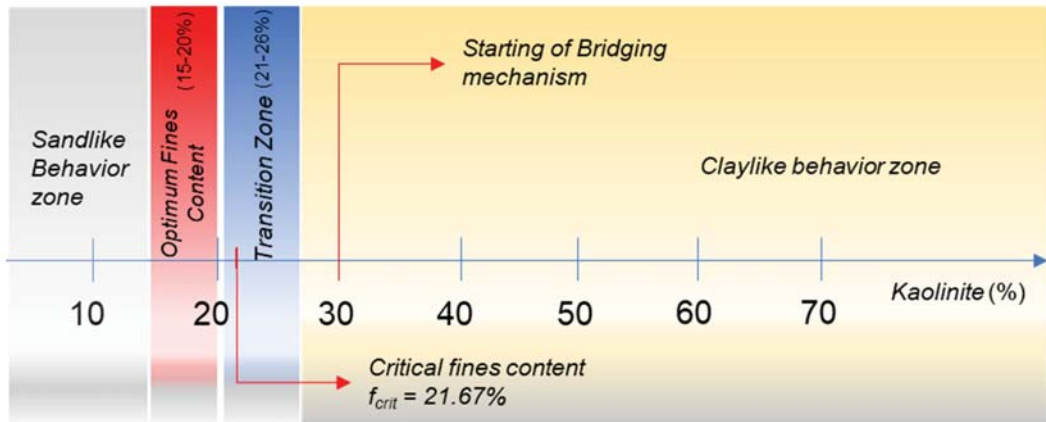 Sandlike
Behavior
zone
Optimum Fines
Content
(15-20%)
Transition Zone (21-26%)
Starting of Bridging
mechanism
Claylike behavior zone
10
20
30
40
50
60
70
Kaolinite (%)
Critical fines content
f_crit = 21.67%